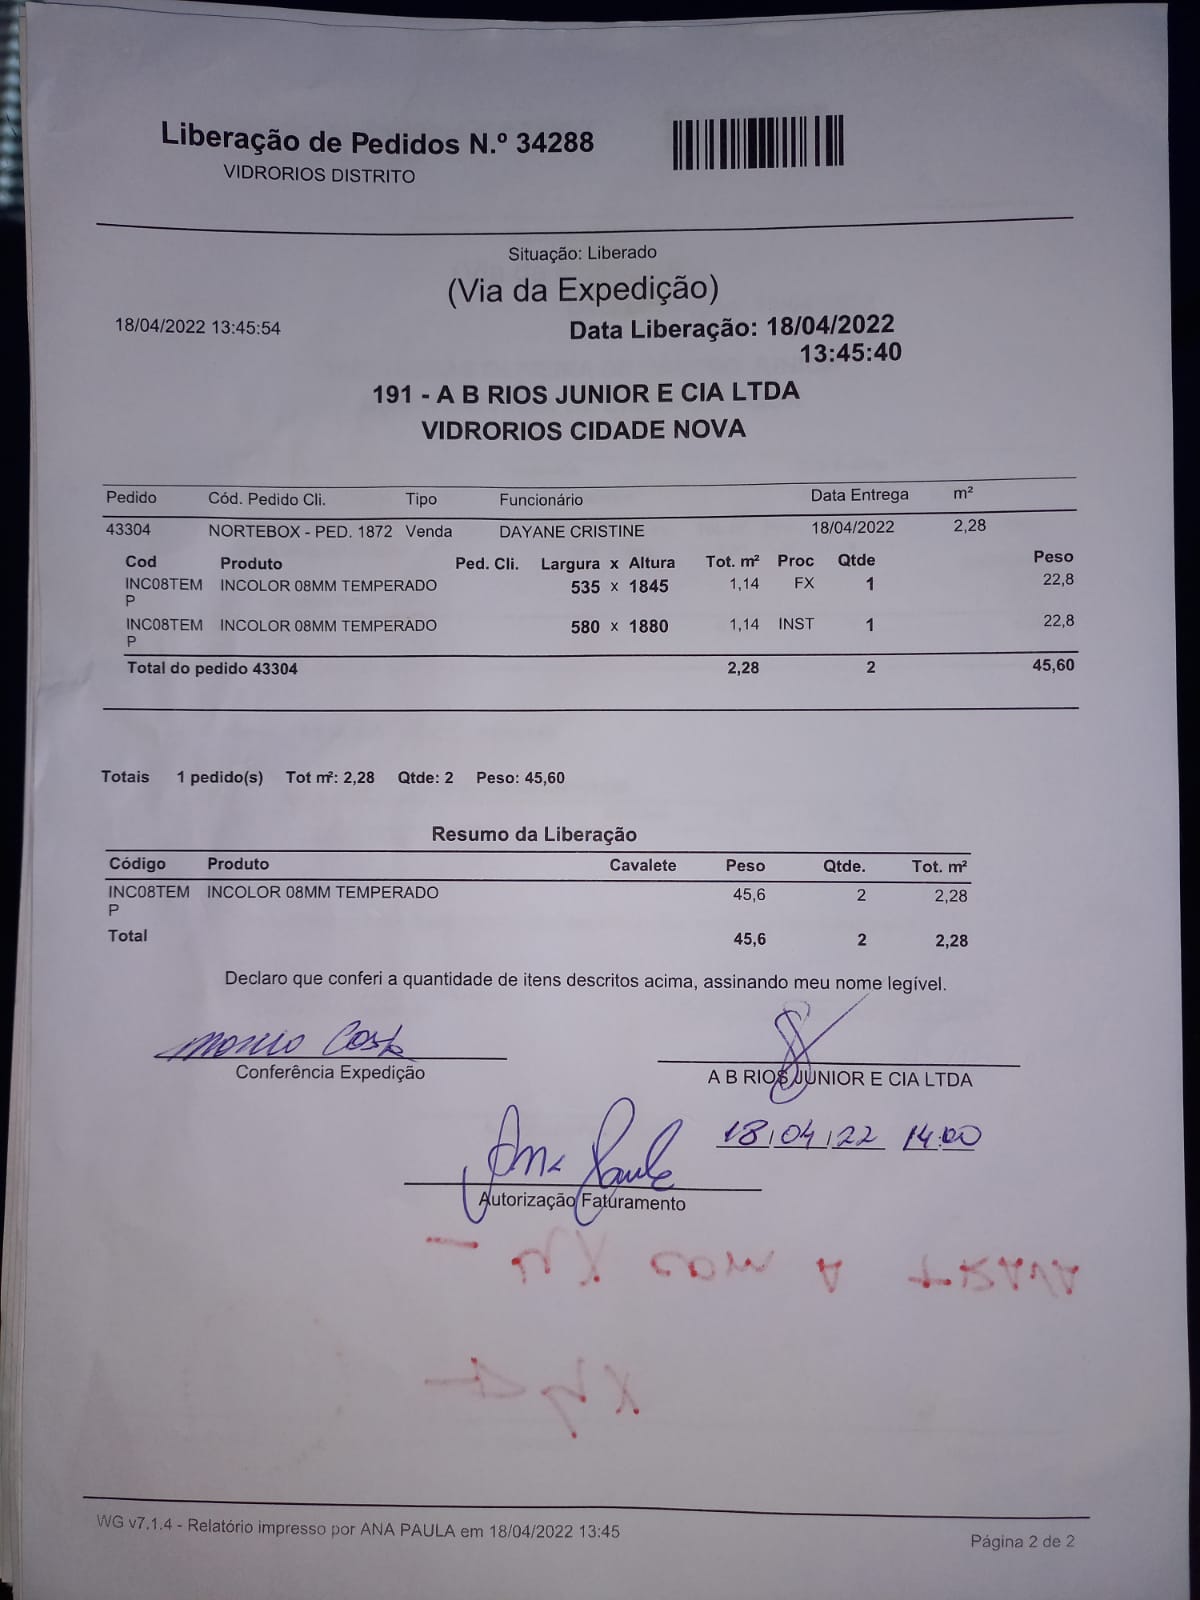 Liberação de Pedidos N.º 34288
VIDRORIOS DISTRITO
Situação: Liberado
(Via da Expedição)
18/04/2022 13:45:54
Data Liberação: 18/04/2022
13:45:40
191 - A B RIOS JUNIOR E CIA LTDA
VIDRORIOS CIDADE NOVA
Pedido Cód. Pedido Cli. Tipo Funcionário Data Entrega m²
43304 NORTEBOX - PED. 1872 Venda DAYANE CRISTINE 18/04/2022 2,28
Cod Produto Ped. Cli. Largura x Altura Tot. m² Proc Qtde Peso
INC08TEM INCOLOR 08MM TEMPERADO 535 x 1845 1,14 FX 1 22,8
P
INC08TEM INCOLOR 08MM TEMPERADO 580 x 1880 1,14 INST 1 22,8
P
Total do pedido 43304 2,28 2 45,60
Totais 1 pedido(s) Tot m²: 2,28 Qtde: 2 Peso: 45,60
Resumo da Liberação
Código Produto Cavalete Peso Qtde. Tot. m²
INC08TEM INCOLOR 08MM TEMPERADO 45,6 2 2,28
P
Total 45,6 2 2,28
Declaro que conferi a quantidade de itens descritos acima, assinando meu nome legível.
Costa
Conferência Expedição
A B RIOS JUNIOR E CIA LTDA
18/04/22 14:00
Ana Paula
Autorização Faturamento
COM A TRAVA
WG v7.1.4 - Relatório impresso por ANA PAULA em 18/04/2022 13:45
Página 2 de 2